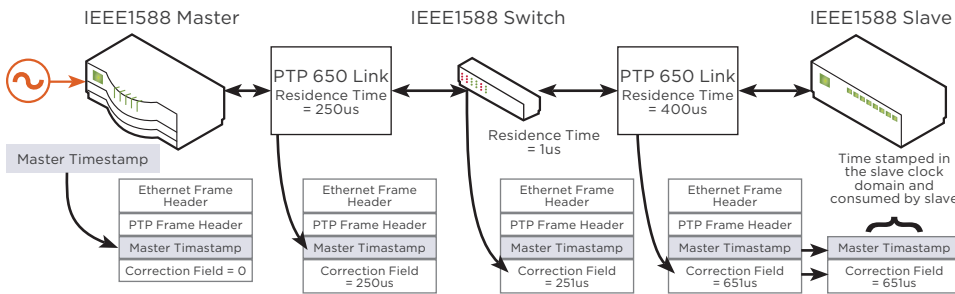 IEEE1588 Master
IEEE1588 Switch
IEEE1588 Slave
PTP 650 Link
Residence Time
= 250us
PTP 650 Link
Residence Time
= 400us
Residence Time
= 1us
Master Timestamp
Time stamped in
the slave clock
domain and
consumed by slave
Ethernet Frame
Header
PTP Frame Header
Master Timastamp
Correction Field = 0
Ethernet Frame
Header
PTP Frame Header
Master Timastamp
Correction Field
=250us
Ethernet Frame
Header
PTP Frame Header
Master Timastamp
Correction Field
=251us
Ethernet Frame
Header
PTP Frame Header
Master Timastamp
Correction Field
=651us
Master Timastamp
Correction Field
=651us